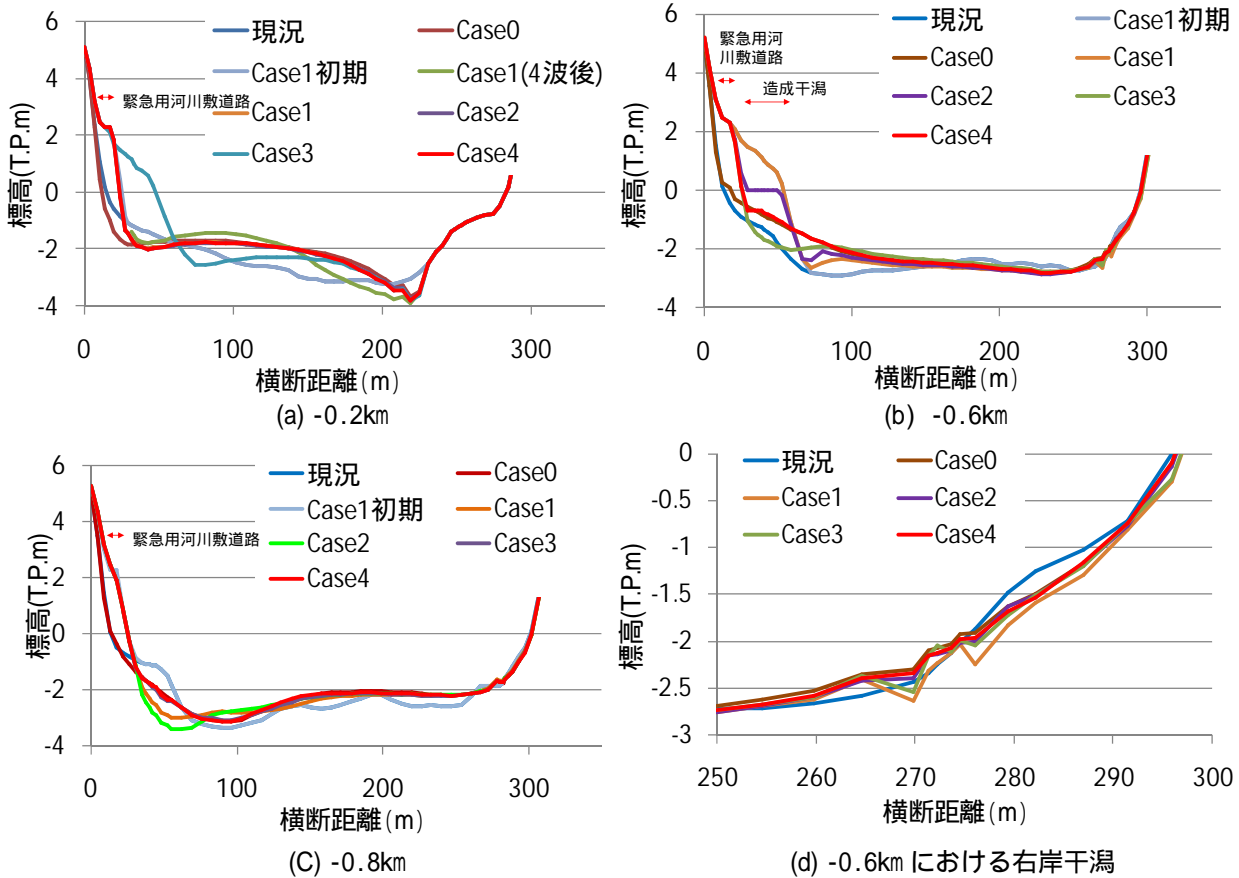 6
4
2
0
-2
-4
標高(T.P.m)
現況
Case0
Case1初期
Case1(4波後)
Case1
Case2
Case3
Case4
緊急用河川敷道路
0
100
200
300
横断距離(m)
(a) -0.2km
6
4
2
0
-2
-4
標高(T.P.m)
現況
Case1初期
Case0
Case1
Case2
Case3
Case4
緊急用河
川敷道路
造成干潟
0
100
200
300
横断距離(m)
(b) -0.6km
6
4
2
0
-2
-4
標高(T.P.m)
現況
Case0
Case1初期
Case1
Case2
Case3
Case4
緊急用河川敷道路
0
100
200
300
横断距離(m)
(C) -0.8km
0
-0.5
-1
-1.5
-2
-2.5
-3
標高(T.P.m)
現況
Case0
Case1
Case2
Case3
Case4
250
260
270
280
290
300
横断距離(m)
(d) -0.6kmにおける右岸干潟